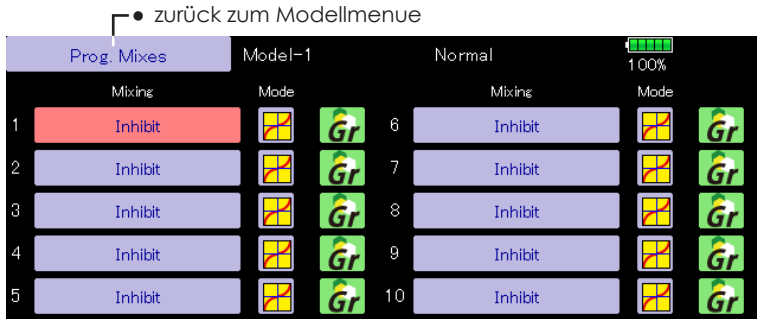 zurück zum Modellmenue
Prog. Mixes Model-1 Normal 100%
Mixing Mode Mixing Mode
1 Inhibit Gr 6 Inhibit Gr
2 Inhibit Gr 7 Inhibit Gr
3 Inhibit Gr 8 Inhibit Gr
4 Inhibit Gr 9 Inhibit Gr
5 Inhibit Gr 10 Inhibit Gr